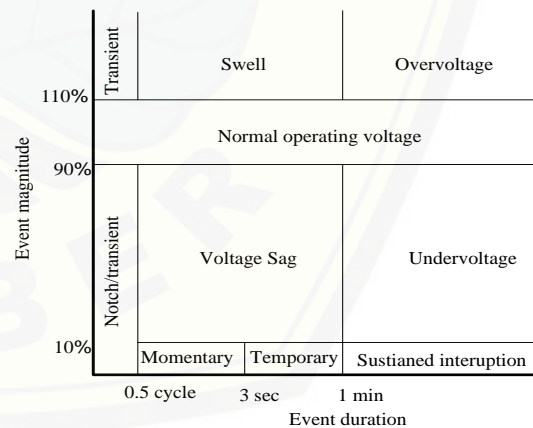 Transient
Swell
Overvoltage
110%
Normal operating voltage
90%
Event magnitude
Notch/transient
Voltage Sag
Undervoltage
10%
Momentary
Temporary
Sustianed interuption
0.5 cycle
3 sec
1 min
Event duration
BER